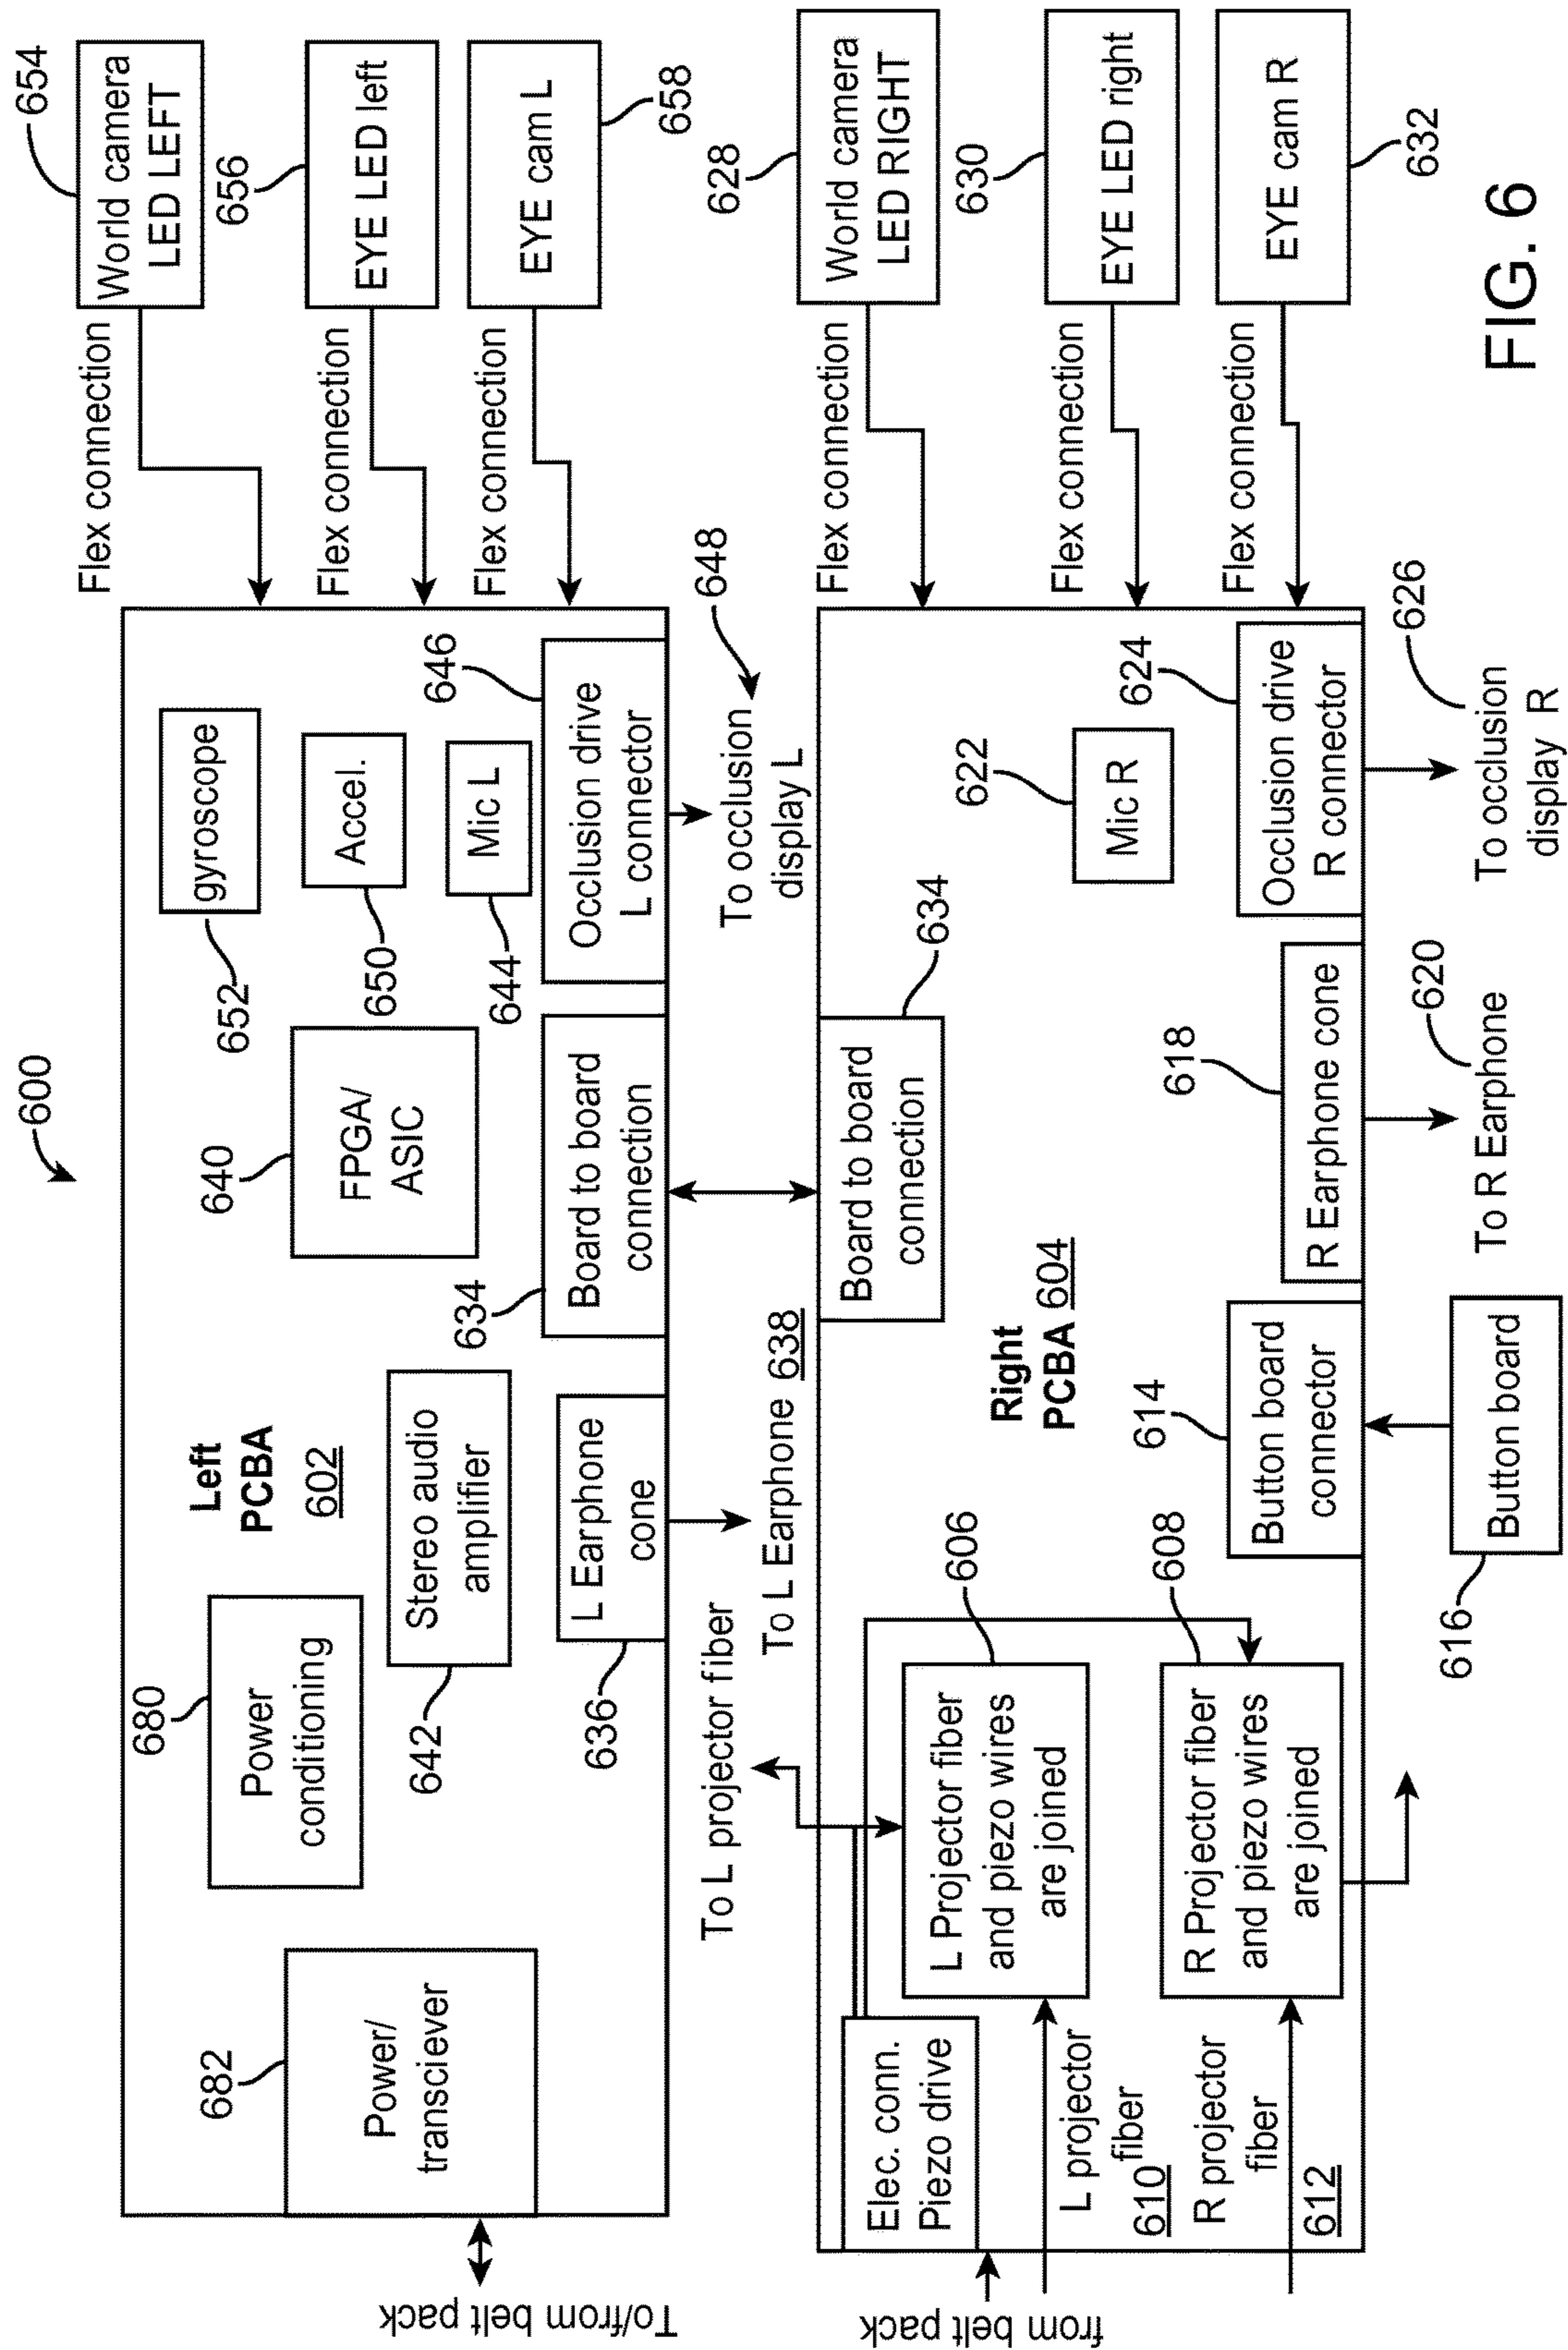 600
Left
PCBA
602
682
Power/
transciever
To/from belt pack
680
Power
conditioning
642
Stereo audio
amplifier
636
L Earphone
cone
To L Earphone 638
640
FPGA/
ASIC
634
Board to board
connection
652
gyroscope
650
Accel.
644
Mic L
646
Occlusion drive
L connector
648
To occlusion
display L
654
World camera
LED LEFT
Flex connection
656
EYE LED left
Flex connection
658
EYE cam L
Flex connection
To L projector fiber
Right
PCBA 604
Elec. conn.
Piezo drive
from belt pack
L projector
fiber
610
R projector
fiber
612
606
L Projector fiber
and piezo wires
are joined
608
R Projector fiber
and piezo wires
are joined
634
Board to board
connection
614
Button board
connector
616
Button board
618
R Earphone cone
620
To R Earphone
622
Mic R
624
Occlusion drive
R connector
626
To occlusion
display R
628
World camera
LED RIGHT
Flex connection
630
EYE LED right
Flex connection
632
EYE cam R
Flex connection
FIG. 6